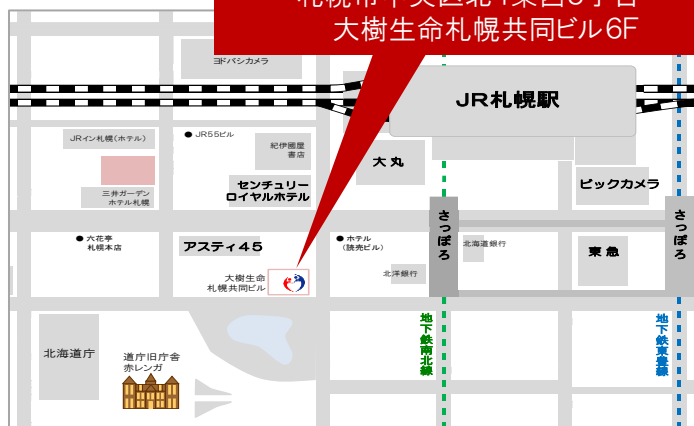 大樹生命札幌共同ビル6F
ヨドバシカメラ
JR札幌駅
JRイン札幌(ホテル)
● JR55ビル
紀伊國屋
書店
大丸
三井ガーデン
ホテル札幌
センチュリー
ロイヤルホテル
ビックカメラ
さっぽろ
さっぽろ
● 六花亭
札幌本店
アスティ45
● ホテル
(読売ビル)
北海道銀行
東急
大樹生命
札幌共同ビル
北洋銀行
北海道庁
道庁旧庁舎
赤レンガ
地下鉄南北線
地下鉄東豊線